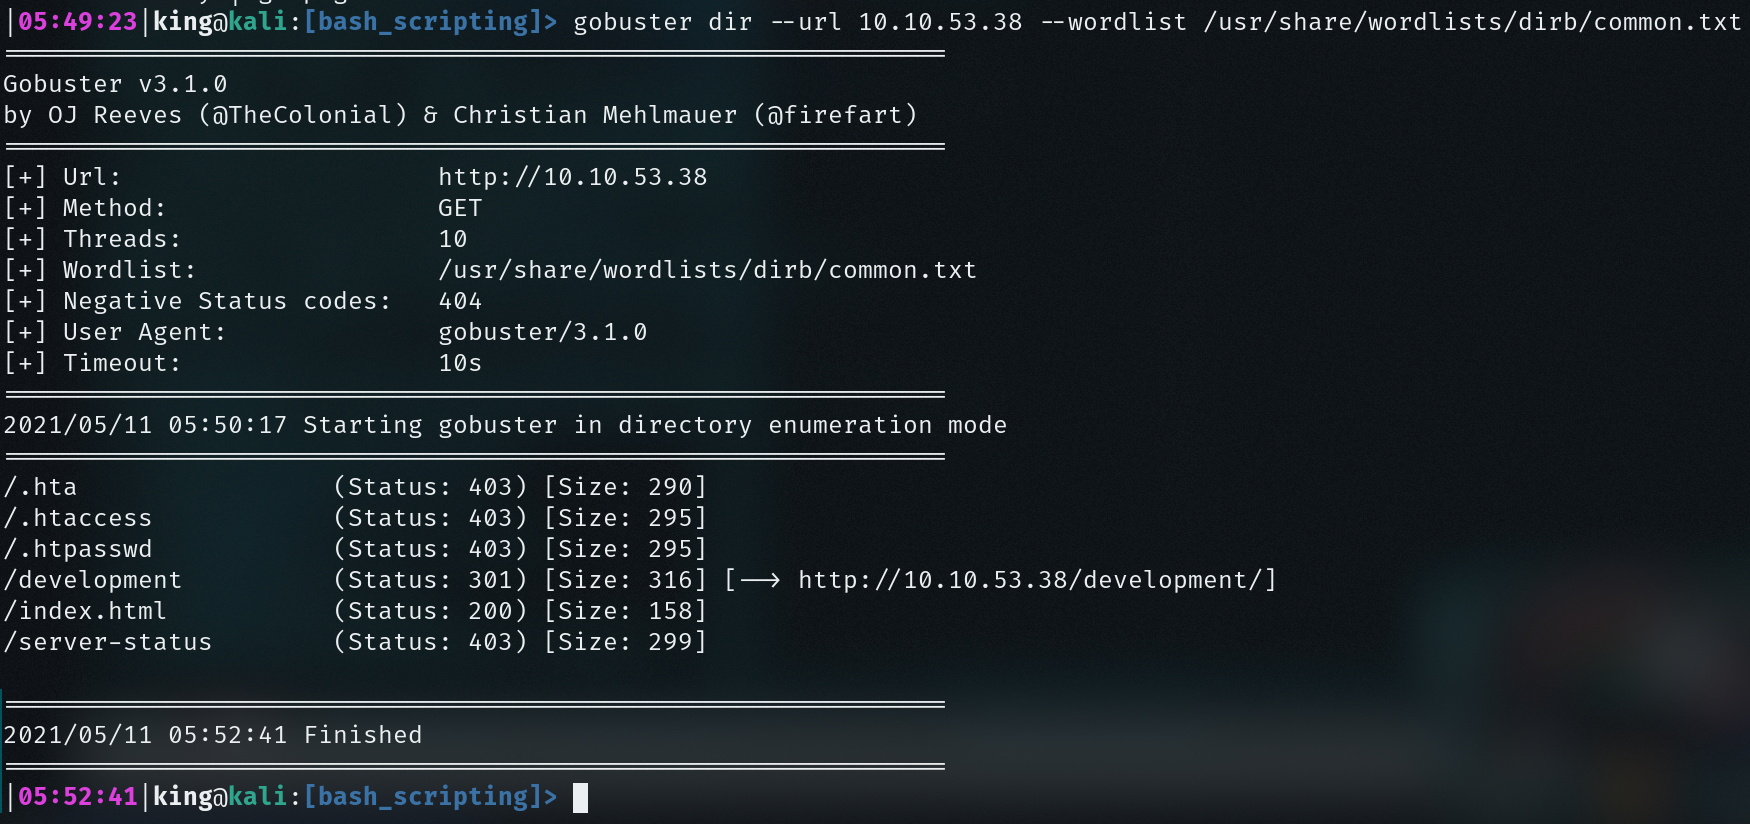 |05:49:23|king@kali:[bash_scripting]> gobuster dir --url 10.10.53.38 --wordlist /usr/share/wordlists/dirb/common.txt
===============================================================
Gobuster v3.1.0
by OJ Reeves (@TheColonial) & Christian Mehlmauer (@firefart)
===============================================================
[+] Url:                     http://10.10.53.38
[+] Method:                  GET
[+] Threads:                 10
[+] Wordlist:                /usr/share/wordlists/dirb/common.txt
[+] Negative Status codes:   404
[+] User Agent:              gobuster/3.1.0
[+] Timeout:                 10s
===============================================================
2021/05/11 05:50:17 Starting gobuster in directory enumeration mode
===============================================================
/.hta                 (Status: 403) [Size: 290]
/.htaccess            (Status: 403) [Size: 295]
/.htpasswd            (Status: 403) [Size: 295]
/development          (Status: 301) [Size: 316] [--> http://10.10.53.38/development/]
/index.html           (Status: 200) [Size: 158]
/server-status        (Status: 403) [Size: 299]
===============================================================
2021/05/11 05:52:41 Finished
===============================================================
|05:52:41|king@kali:[bash_scripting]>